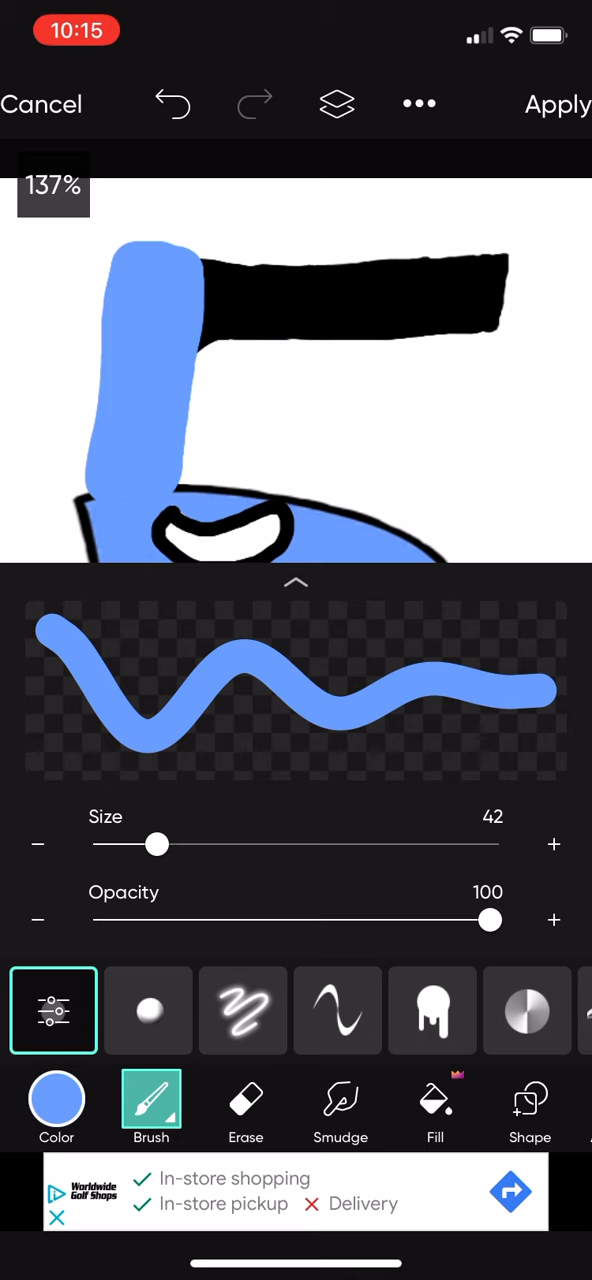 10:15
Cancel
Apply
137%
Size 42
Opacity 100
Color Brush Erase Smudge Fill Shape
Worldwide
Golf Shops
In-store shopping
In-store pickup Delivery